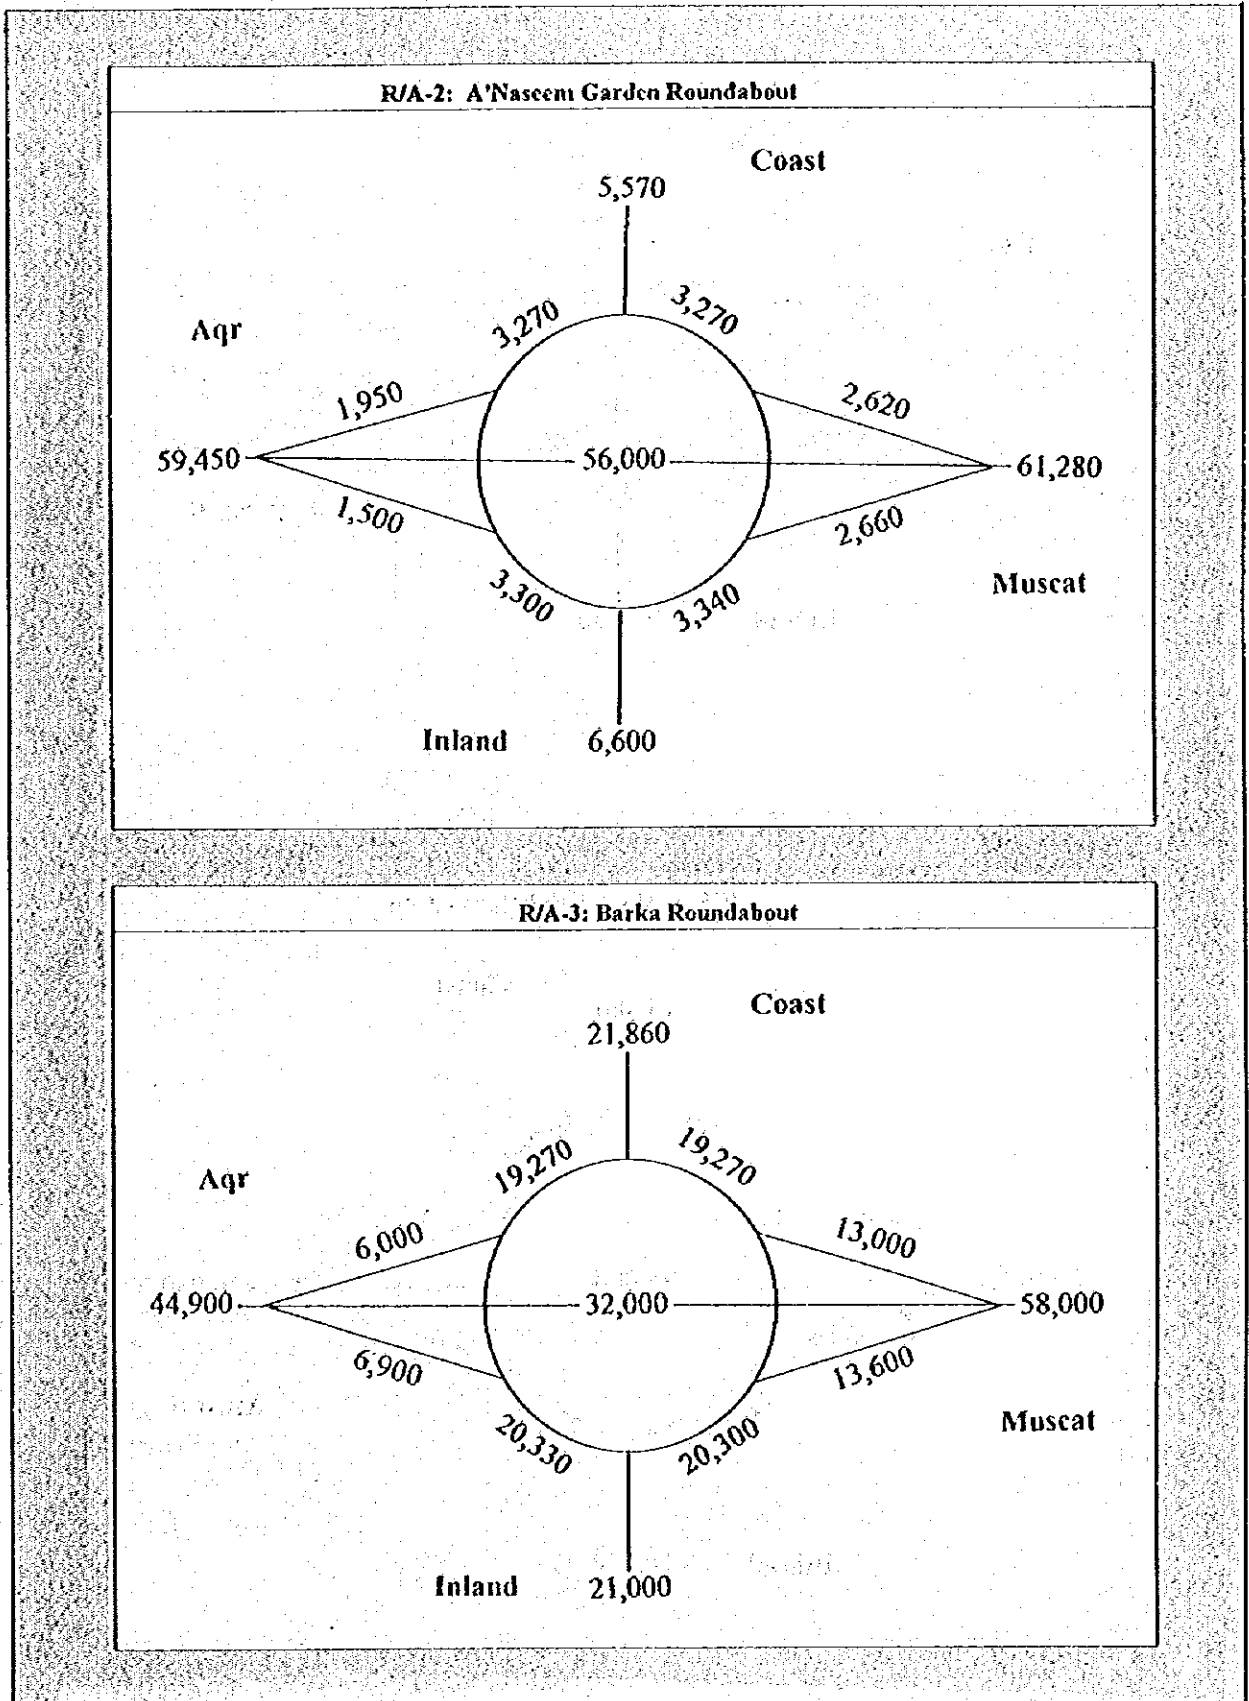 R/A-2: A'Naseem Garden Roundabout
Coast
5,570
3,270
3,270
Aqr
1,950
2,620
59,450
56,000
61,280
1,500
2,660
Muscat
3,300
3,340
Inland
6,600
R/A-3: Barka Roundabout
Coast
21,860
19,270
19,270
Aqr
6,000
13,000
44,900
32,000
58,000
6,900
13,600
Muscat
20,330
20,300
Inland
21,000